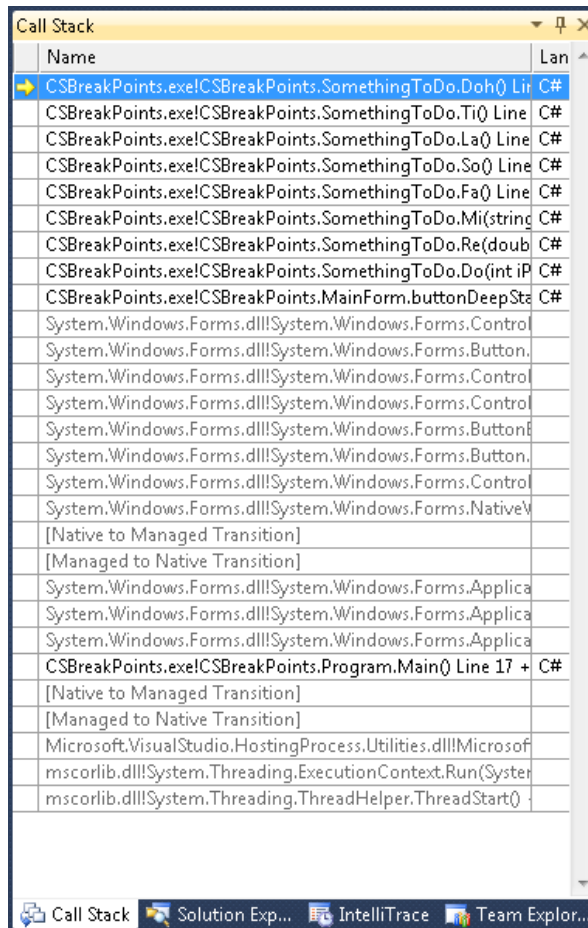 Call Stack
Name Lan
CSBreakPoints.exe!CSBreakPoints.SomethingToDo.Doh() Li C#
CSBreakPoints.exe!CSBreakPoints.SomethingToDo.Ti() Line C#
CSBreakPoints.exe!CSBreakPoints.SomethingToDo.La() Line C#
CSBreakPoints.exe!CSBreakPoints.SomethingToDo.So() Line C#
CSBreakPoints.exe!CSBreakPoints.SomethingToDo.Fa() Line C#
CSBreakPoints.exe!CSBreakPoints.SomethingToDo.Mi(string C#
CSBreakPoints.exe!CSBreakPoints.SomethingToDo.Re(doub C#
CSBreakPoints.exe!CSBreakPoints.SomethingToDo.Do(int iP C#
CSBreakPoints.exe!CSBreakPoints.MainForm.buttonDeepSta C#
System.Windows.Forms.dll!System.Windows.Forms.Control
System.Windows.Forms.dll!System.Windows.Forms.Button.
System.Windows.Forms.dll!System.Windows.Forms.Control
System.Windows.Forms.dll!System.Windows.Forms.Control
System.Windows.Forms.dll!System.Windows.Forms.ButtonB
System.Windows.Forms.dll!System.Windows.Forms.Button.
System.Windows.Forms.dll!System.Windows.Forms.Control
System.Windows.Forms.dll!System.Windows.Forms.NativeW
[Native to Managed Transition]
[Managed to Native Transition]
System.Windows.Forms.dll!System.Windows.Forms.Applica
System.Windows.Forms.dll!System.Windows.Forms.Applica
System.Windows.Forms.dll!System.Windows.Forms.Applica
CSBreakPoints.exe!CSBreakPoints.Program.Main() Line 17 + C#
[Native to Managed Transition]
[Managed to Native Transition]
Microsoft.VisualStudio.HostingProcess.Utilities.dll!Microsof
mscorlib.dll!System.Threading.ExecutionContext.Run(System
mscorlib.dll!System.Threading.ThreadHelper.ThreadStart() -
Call Stack Solution Exp... IntelliTrace Team Explor...